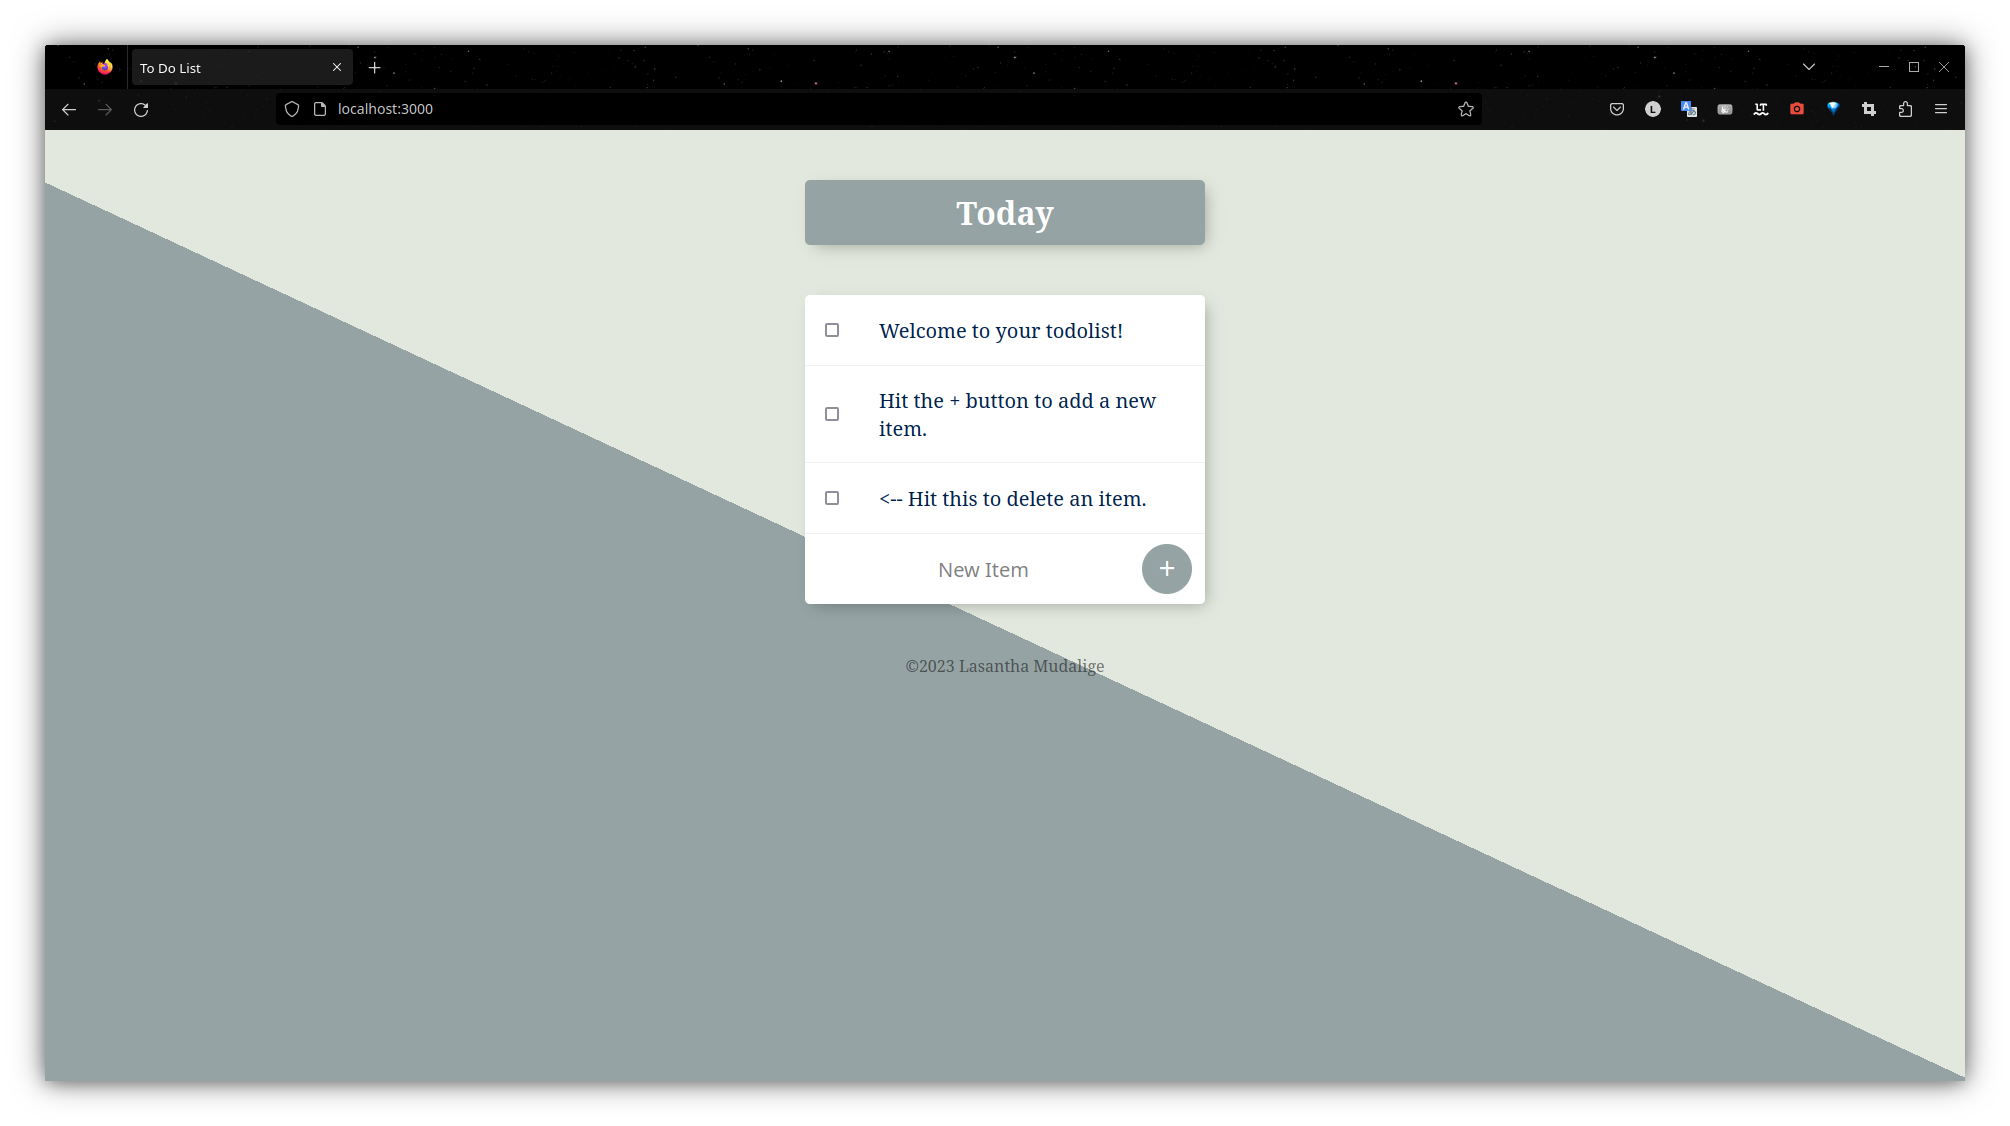 To Do List
localhost:3000
Today
Welcome to your todolist!
Hit the + button to add a new
item.
<-- Hit this to delete an item.
New Item
+
©2023 Lasantha Mudalige